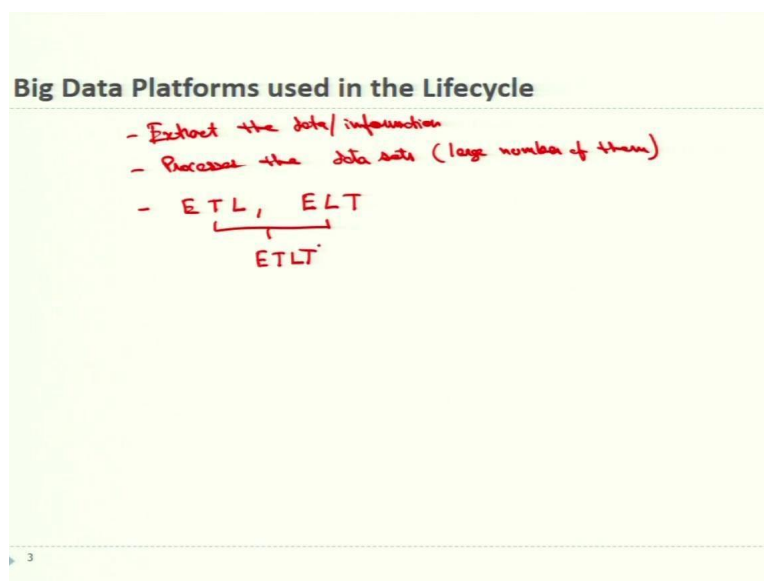 Big Data Platforms used in the Lifecycle
- Extract the data/information
- Processes the data sets (large number of them)
- ETL, ELT
ETLT
3